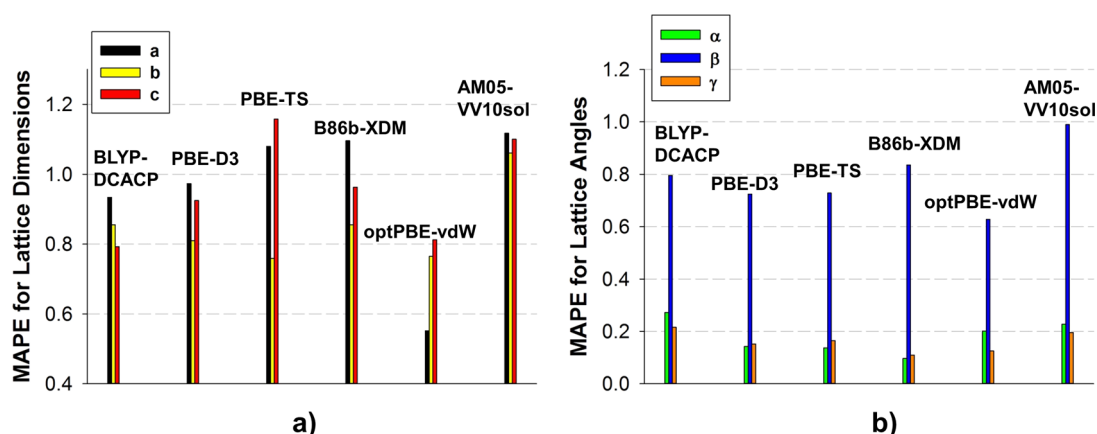 a
b
c
MAPE for Lattice Dimensions
1.2
1.0
0.8
0.6
0.4
BLYP-
DCACP
PBE-D3
PBE-TS
B86b-XDM
optPBE-vdW
AM05-
VV10sol
a)
α
β
γ
MAPE for Lattice Angles
1.2
1.0
0.8
0.6
0.4
0.2
0.0
BLYP-
DCACP
PBE-D3
PBE-TS
B86b-XDM
optPBE-vdW
AM05-
VV10sol
b)